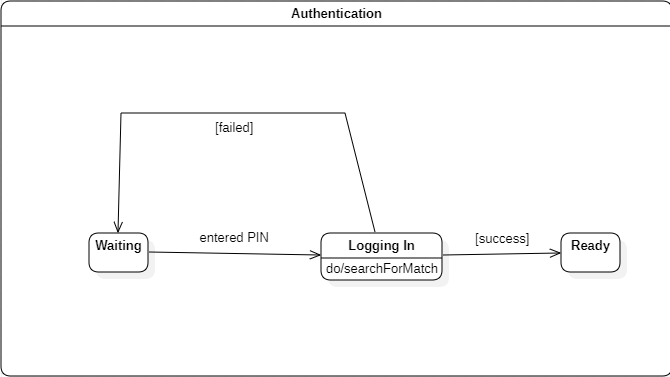 Authentication
[failed]
Waiting
entered PIN
Logging In
do/searchForMatch
[success]
Ready